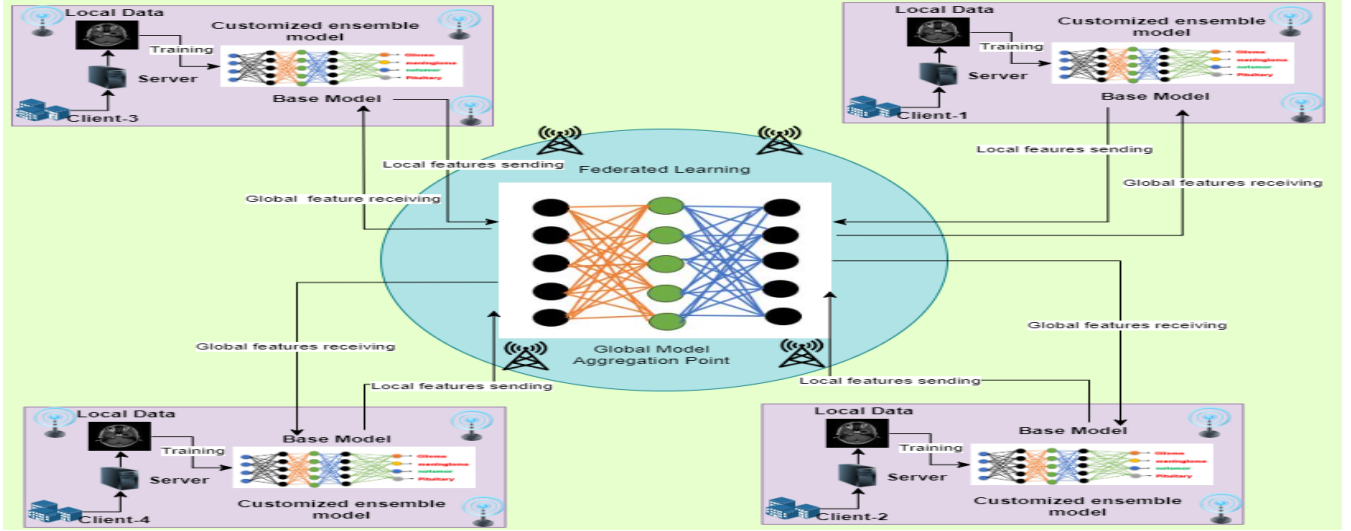 Local Data
Customized ensemble
model
Training
Glioma
meningioma
notumor
Pituitary
Server
Base Model
Client-3
Local Data
Customized ensemble
model
Training
Glioma
meningioma
notumor
Pituitary
Server
Base Model
Client-1
Local features sending
Global feature receiving
Federated Learning
Local feaures sending
Global features receiving
Global Model
Aggregation Point
Global features receiving
Local features sending
Global features receiving
Local features sending
Local Data
Base Model
Training
Glioma
meningioma
notumor
Pituitary
Server
Customized ensemble
model
Client-4
Local Data
Base Model
Training
Glioma
meningioma
notumor
Pituitary
Server
Customized ensemble
model
Client-2